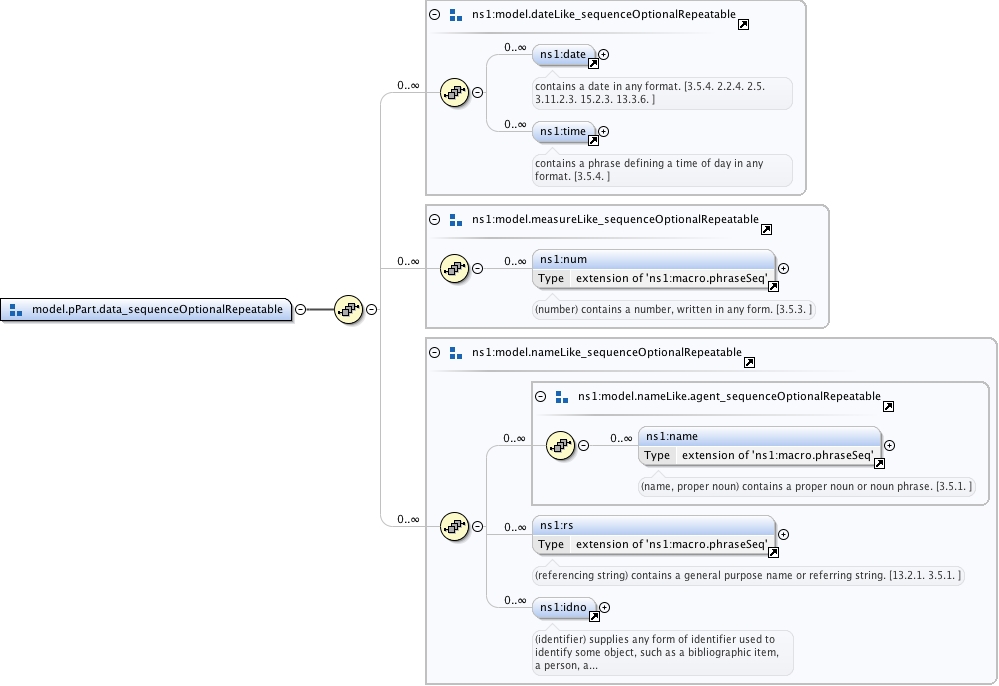 ns1:model.dateLike_sequenceOptionalRepeatable
0..∞
ns1:date
contains a date in any format. [3.5.4. 2.2.4. 2.5.
3.11.2.3. 15.2.3. 13.3.6. ]
0..∞
0..∞
ns1:time
contains a phrase defining a time of day in any
format. [3.5.4. ]
ns1:model.measureLike_sequenceOptionalRepeatable
0..∞
0..∞
ns1:num
Type extension of 'ns1:macro.phraseSeq'
(number) contains a number, written in any form. [3.5.3. ]
model.pPart.data_sequenceOptionalRepeatable
ns1:model.nameLike_sequenceOptionalRepeatable
ns1:model.nameLike.agent_sequenceOptionalRepeatable
0..∞
0..∞
ns1:name
Type extension of 'ns1:macro.phraseSeq'
(name, proper noun) contains a proper noun or noun phrase. [3.5.1. ]
0..∞
0..∞
ns1:rs
Type extension of 'ns1:macro.phraseSeq'
(referencing string) contains a general purpose name or referring string. [13.2.1. 3.5.1. ]
0..∞
ns1:idno
(identifier) supplies any form of identifier used to
identify some object, such as a bibliographic item,
a person, a...